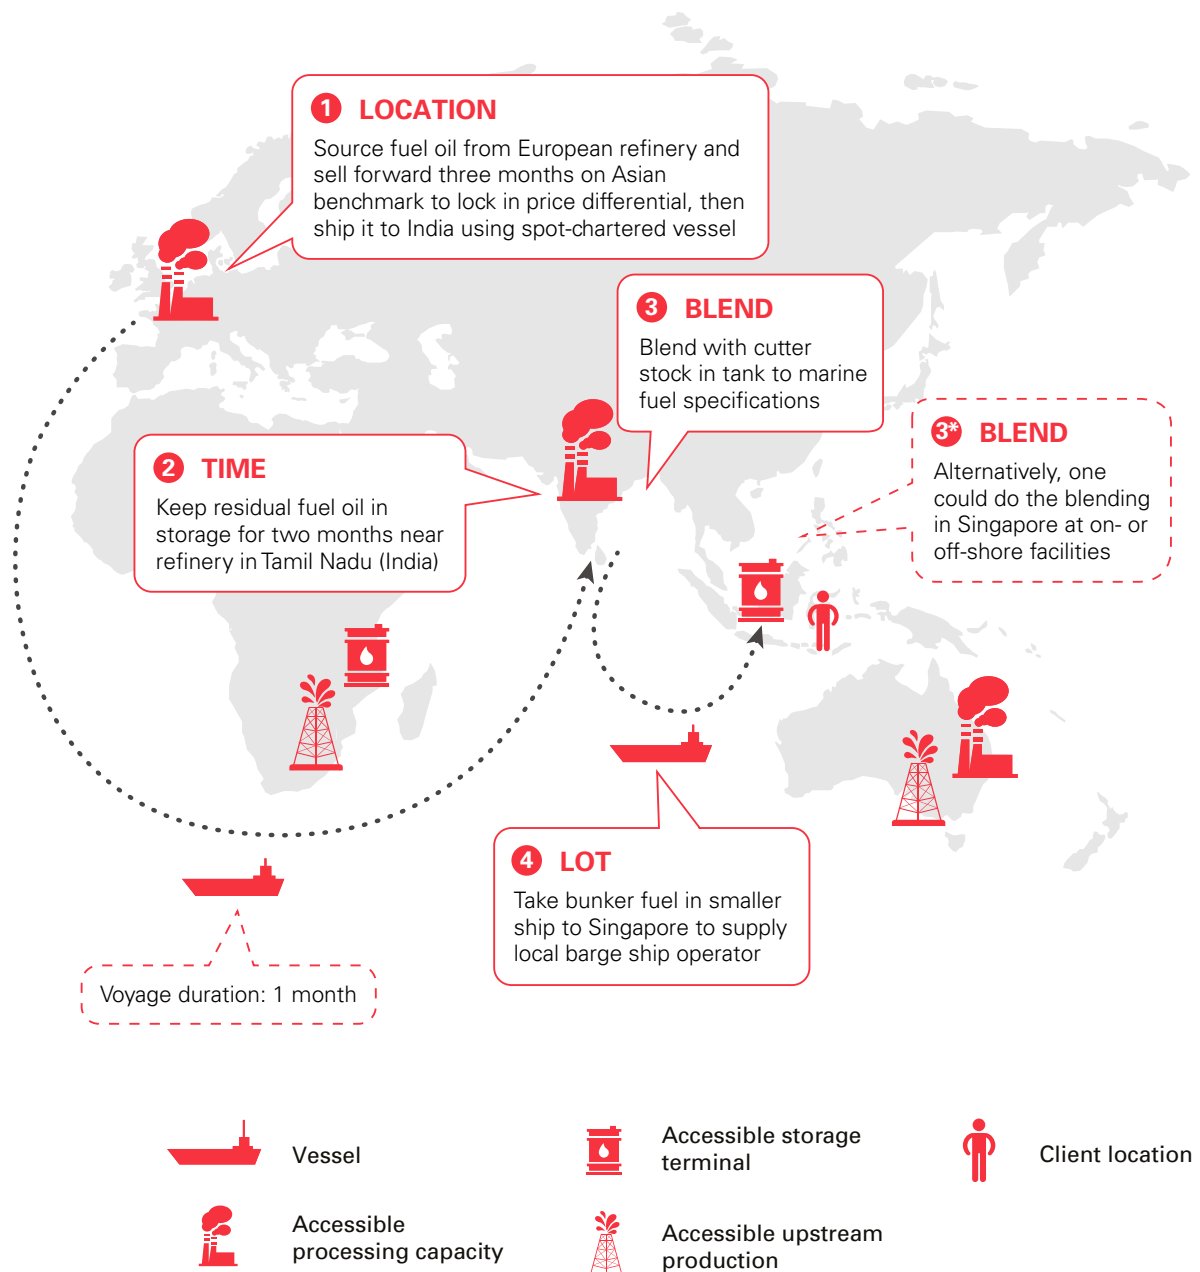 1 LOCATION
Source fuel oil from European refinery and
sell forward three months on Asian
benchmark to lock in price differential, then
ship it to India using spot-chartered vessel
3 BLEND
Blend with cutter
stock in tank to marine
fuel specifications
3* BLEND
Alternatively, one
could do the blending
in Singapore at on- or
off-shore facilities
2 TIME
Keep residual fuel oil in
storage for two months near
refinery in Tamil Nadu (India)
4 LOT
Take bunker fuel in smaller
ship to Singapore to supply
local barge ship operator
Voyage duration: 1 month
Vessel
Accessible storage
terminal
Client location
Accessible
processing capacity
Accessible upstream
production